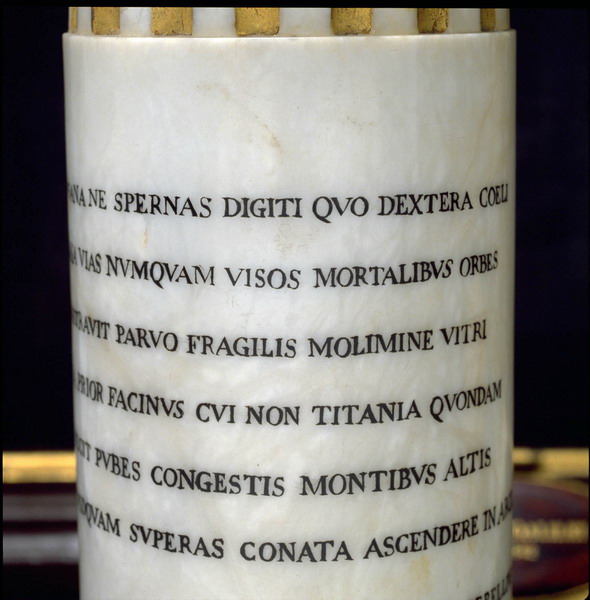 NE SPERNAS DIGITI QVO DEXTERA COELI
VIAS NVMQVAM VISOS MORTALIBVS ORBES
PARVO FRAGILIS MOLIMINE VITRI
PRIOR FACINVS CVI NON TITANIA QVONDAM
PVBES CONGESTIS MONTIBVS ALTIS
SVPERAS CONATA ASCENDERE IN